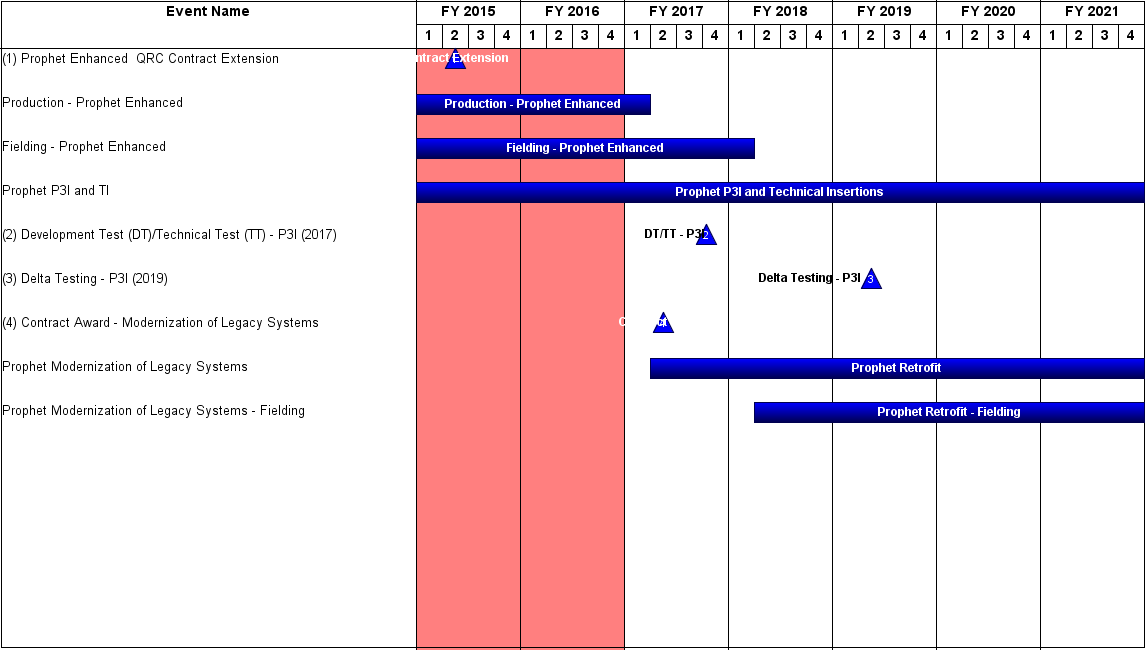 Event Name FY 2015 FY 2016 FY 2017 FY 2018 FY 2019 FY 2020 FY 2021
1 2 3 4 1 2 3 4 1 2 3 4 1 2 3 4 1 2 3 4 1 2 3 4 1 2 3 4
(1) Prophet Enhanced QRC Contract Extension Extension
Production - Prophet Enhanced Production - Prophet Enhanced
Fielding - Prophet Enhanced Fielding - Prophet Enhanced
Prophet P3I and TI Prophet P3I and Technical Insertions
(2) Development Test (DT)/Technical Test (TT) - P3I (2017) DT/TT - P3I 2
(3) Delta Testing - P3I (2019) Delta Testing - P3I 3
(4) Contract Award - Modernization of Legacy Systems 4
Prophet Modernization of Legacy Systems Prophet Retrofit
Prophet Modernization of Legacy Systems - Fielding Prophet Retrofit - Fielding